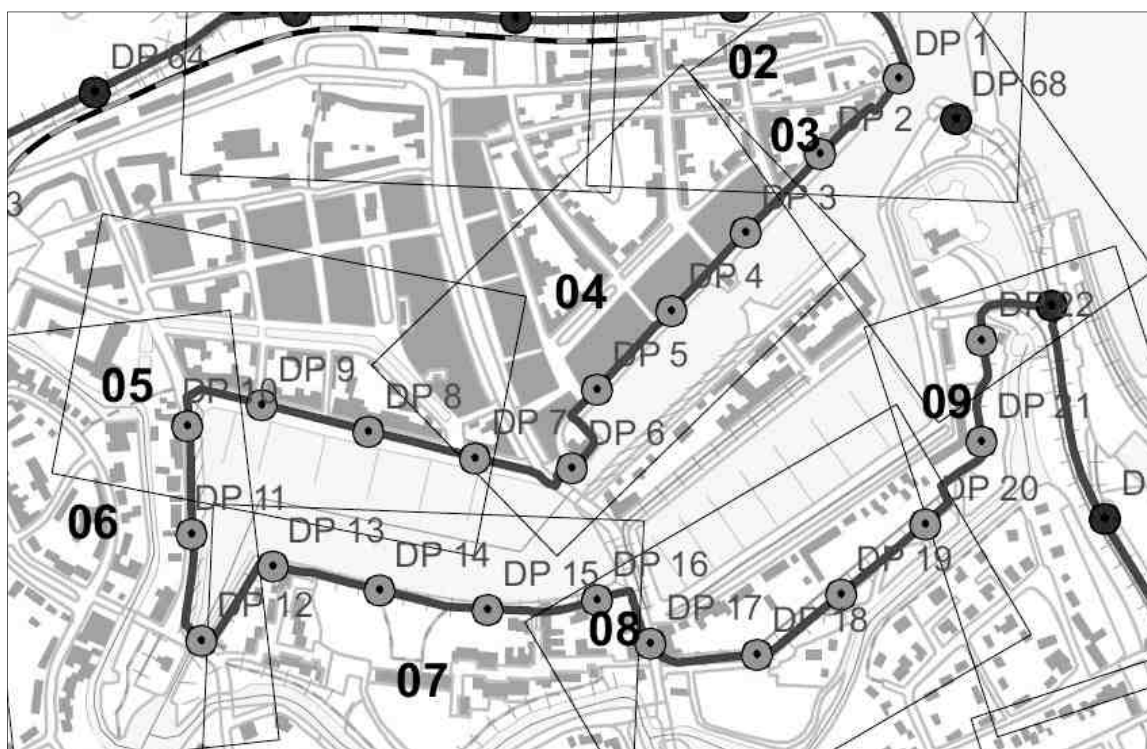 DP 1
DP 64
02
DP 68
DP 2
03
3
DP 3
DP 4
04
DP 22
DP 5
DP 9
05
DP 10
DP 8
09
DP 21
DP 7
DP 6
DP 20
D
DP 11
06
DP 13
DP 14
DP 19
DP 15
DP 16
DP 12
DP 17
DP 18
08
07